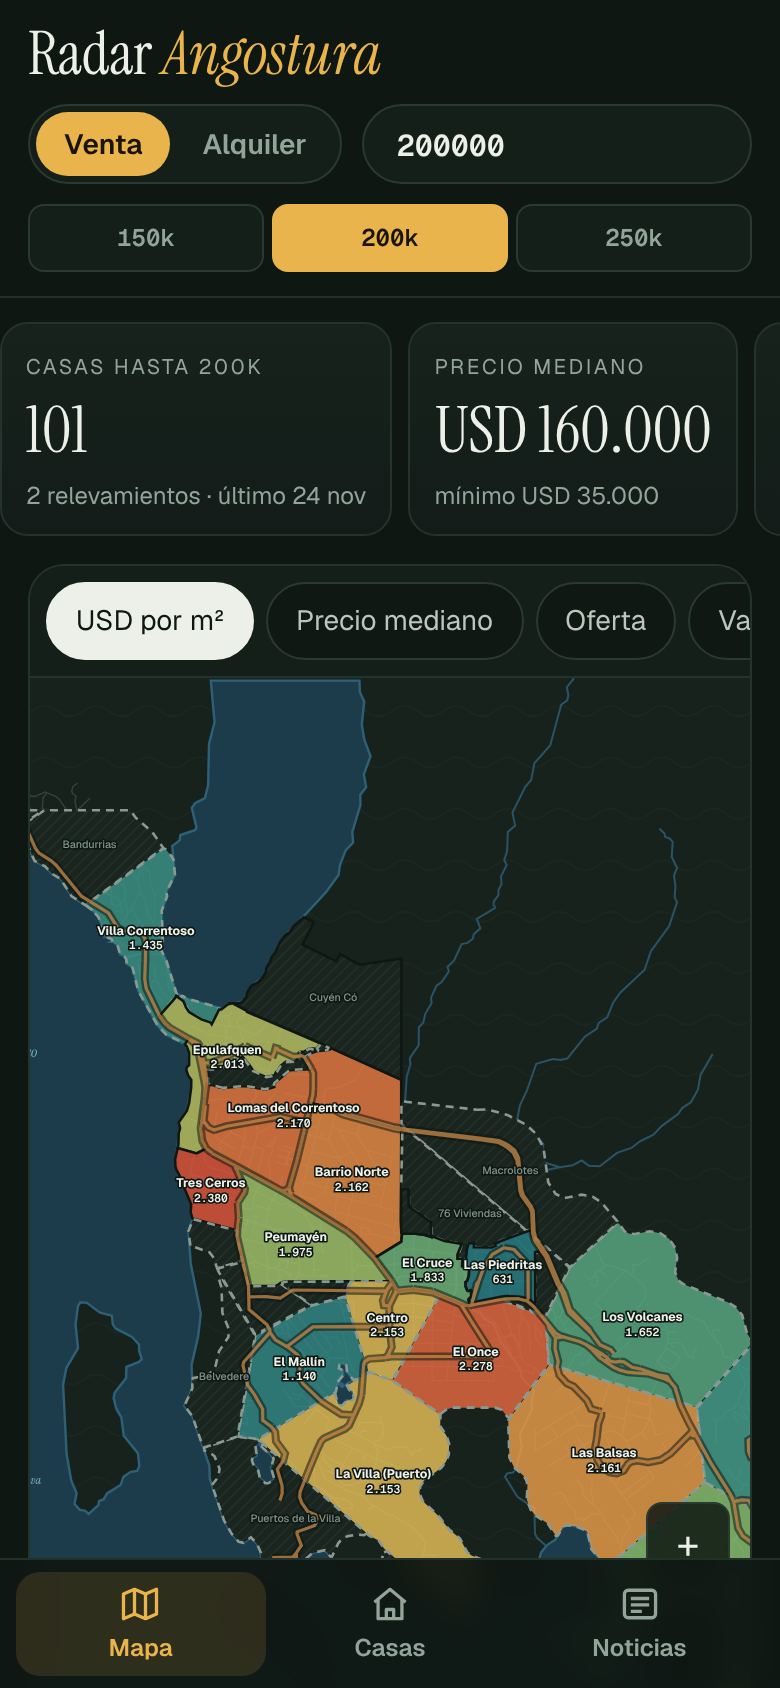 Radar Angostura
Venta
Alquiler
200000
150k
200k
250k
CASAS HASTA 200K
101
2 relevamientos · último 24 nov
PRECIO MEDIANO
USD 160.000
mínimo USD 35.000
USD por m²
Precio mediano
Oferta
Va
Bandurrias
Villa Correntoso
1.435
Cuyén Có
Epulafquen
2.013
Lomas del Correntoso
2.170
Barrio Norte
2.162
Macrolotes
Tres Cerros
2.380
76 Viviendas
Peumayén
1.975
El Cruce
1.833
Las Piedritas
631
Los Volcanes
1.652
Centro
2.153
El Once
2.278
El Mallín
1.140
Belvedere
Las Balsas
2.161
La Villa (Puerto)
2.153
va
Puertos de la Villa
+
Mapa
Casas
Noticias